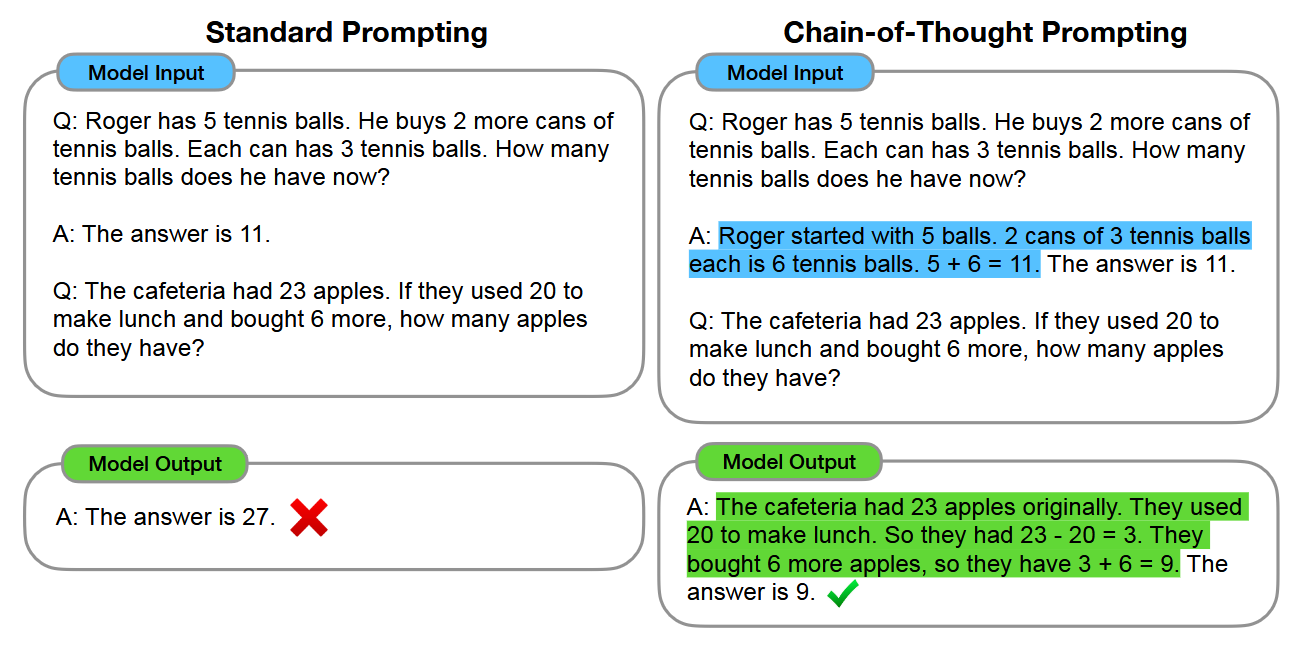 Standard Prompting
Model Input
Q: Roger has 5 tennis balls. He buys 2 more cans of
tennis balls. Each can has 3 tennis balls. How many
tennis balls does he have now?
A: The answer is 11.
Q: The cafeteria had 23 apples. If they used 20 to
make lunch and bought 6 more, how many apples
do they have?
Model Output
A: The answer is 27.
Chain-of-Thought Prompting
Model Input
Q: Roger has 5 tennis balls. He buys 2 more cans of
tennis balls. Each can has 3 tennis balls. How many
tennis balls does he have now?
A: Roger started with 5 balls. 2 cans of 3 tennis balls
each is 6 tennis balls. 5 + 6 = 11. The answer is 11.
Q: The cafeteria had 23 apples. If they used 20 to
make lunch and bought 6 more, how many apples
do they have?
Model Output
A: The cafeteria had 23 apples originally. They used
20 to make lunch. So they had 23 - 20 = 3. They
bought 6 more apples, so they have 3 + 6 = 9. The
answer is 9.